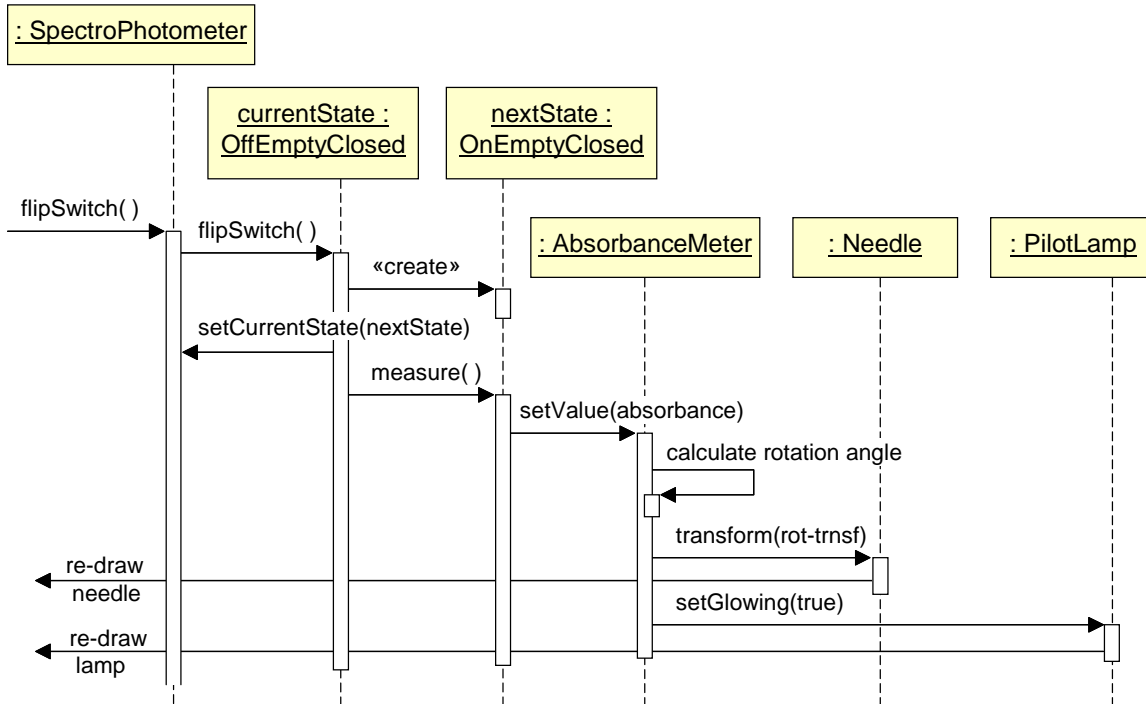 : SpectroPhotometer
currentState :
OffEmptyClosed
nextState :
OnEmptyClosed
flipSwitch( )
flipSwitch( )
: AbsorbanceMeter
: Needle
: PilotLamp
«create»
setCurrentState(nextState)
measure( )
setValue(absorbance)
calculate rotation angle
transform(rot-trnsf)
re-draw
needle
setGlowing(true)
re-draw
lamp